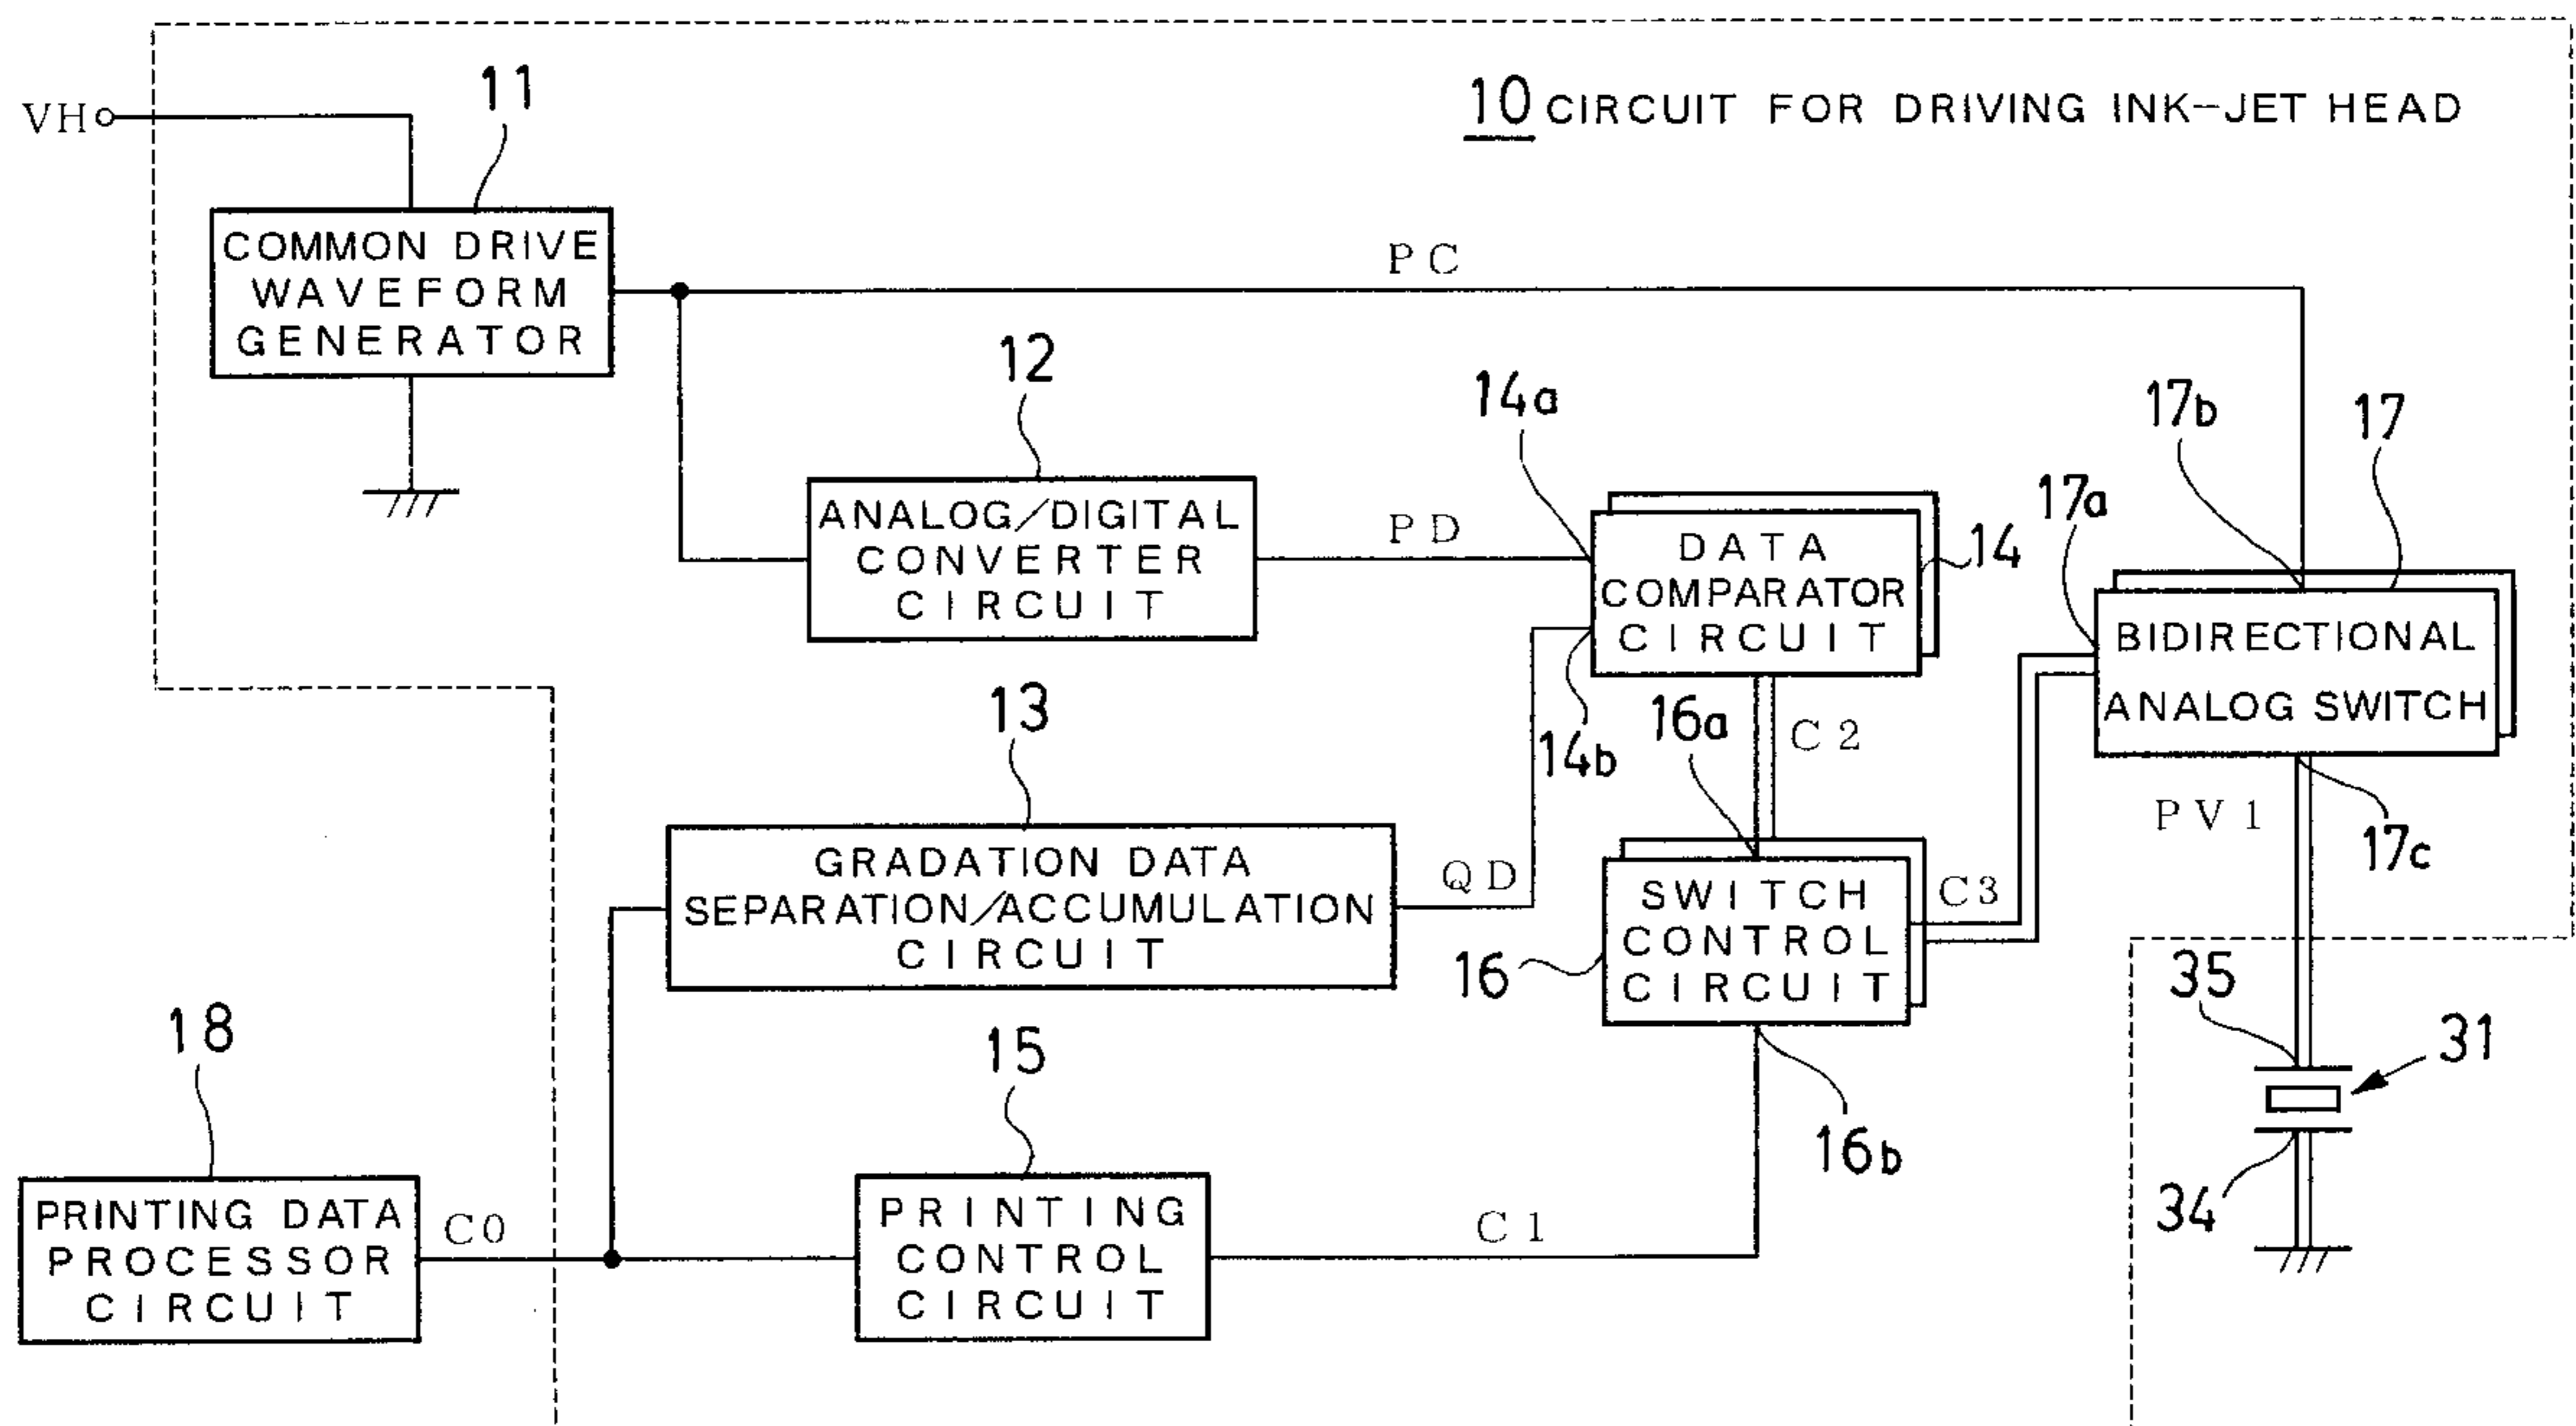 10 CIRCUIT FOR DRIVING INK-JET HEAD
VH
11
COMMON DRIVE
WAVEFORM
GENERATOR
PC
12
ANALOG/DIGITAL
CONVERTER
CIRCUIT
PD
14a
14b
14
DATA
COMPARATOR
CIRCUIT
17b
17
17a
BIDIRECTIONAL
ANALOG SWITCH
17c
PV1
13
GRADATION DATA
SEPARATION/ACCUMULATION
CIRCUIT
QD
16a
C2
SWITCH
CONTROL
CIRCUIT
16
C3
16b
18
PRINTING DATA
PROCESSOR
CIRCUIT
C0
15
PRINTING
CONTROL
CIRCUIT
C1
35
31
34